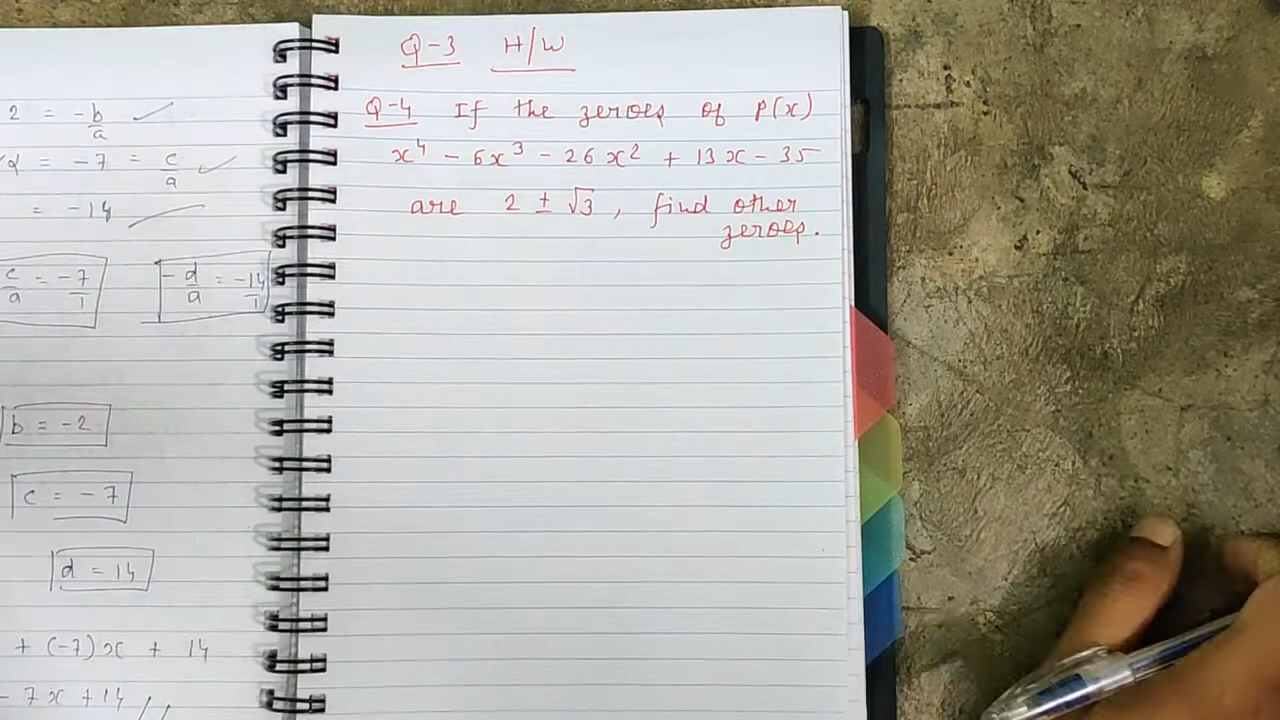 2 = -b/a ✓
α = -7 = c/a ✓
= -14
c/a = -7/1 -d/a = -14/1
b = -2
c = -7
d = 14
+ (-7)x + 14
- 7x + 14 //
Q-3 H/W
Q-4 If the zeroes of p(x)
x⁴ - 6x³ - 26x² + 13x - 35
are 2 ± √3, find other
zeroes.